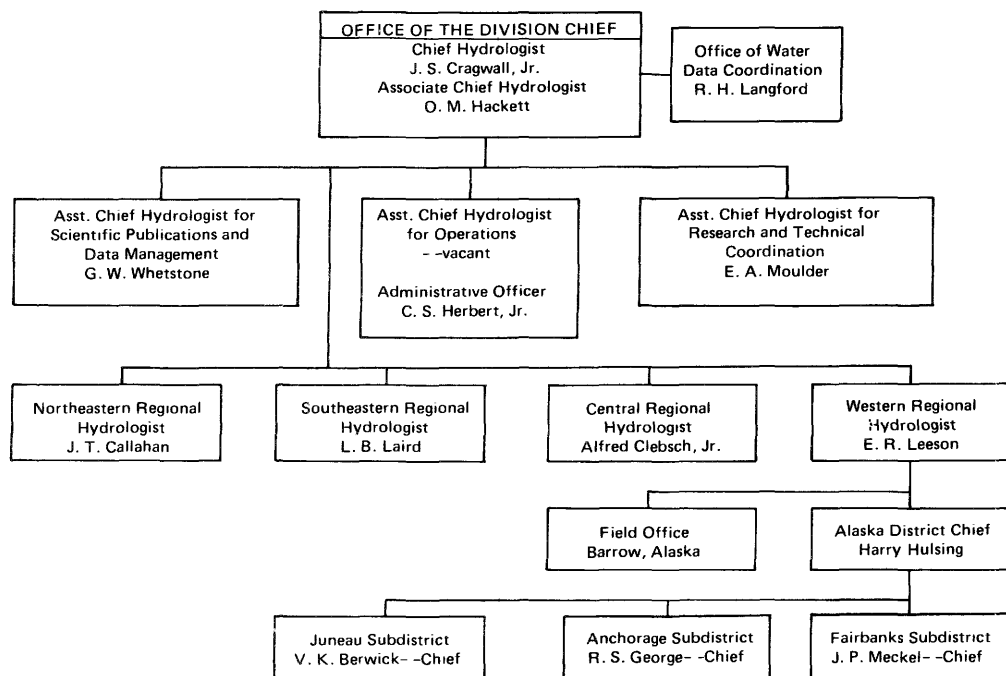 OFFICE OF THE DIVISION CHIEF
Chief Hydrologist
J. S. Cragwall, Jr.
Associate Chief Hydrologist
O. M. Hackett
Office of Water
Data Coordination
R. H. Langford
Asst. Chief Hydrologist for
Scientific Publications and
Data Management
G. W. Whetstone
Asst. Chief Hydrologist
for Operations
- -vacant
Administrative Officer
C. S. Herbert, Jr.
Asst. Chief Hydrologist for
Research and Technical
Coordination
E. A. Moulder
Northeastern Regional
Hydrologist
J. T. Callahan
Southeastern Regional
Hydrologist
L. B. Laird
Central Regional
Hydrologist
Alfred Clebsch, Jr.
Western Regional
Hydrologist
E. R. Leeson
Field Office
Barrow, Alaska
Alaska District Chief
Harry Hulsing
Juneau Subdistrict
V. K. Berwick- -Chief
Anchorage Subdistrict
R. S. George- -Chief
Fairbanks Subdistrict
J. P. Meckel- -Chief